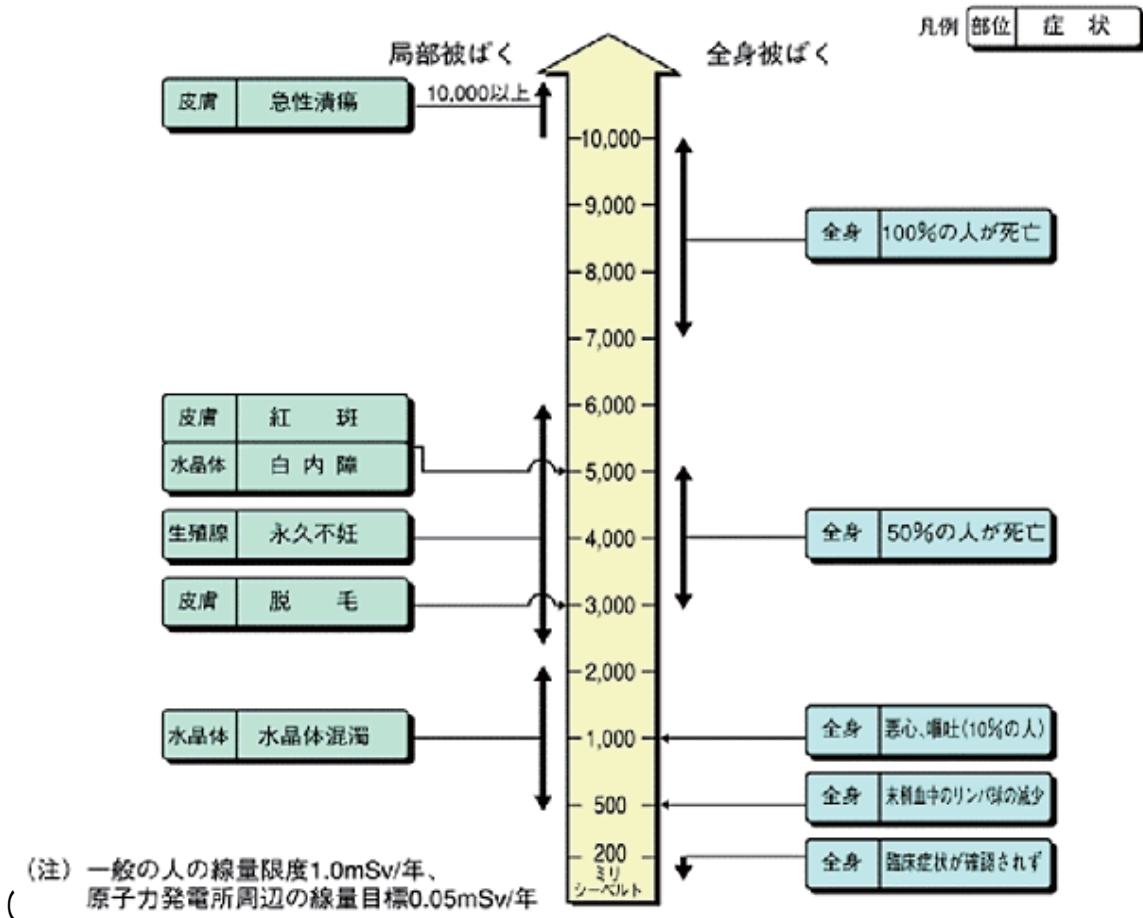 凡例 部位 症 状
局部被ばく
全身被ばく
皮膚 急性潰瘍
10,000以上
10,000
9,000
全身 100%の人が死亡
8,000
7,000
皮膚 紅 斑
6,000
水晶体 白 内 障
5,000
生殖腺 永久不妊
4,000
全身 50%の人が死亡
皮膚 脱 毛
3,000
2,000
水晶体 水晶体混濁
1,000
全身 悪心、嘔吐(10%の人)
500
全身 末梢血中のリンパ球の減少
200
ミリ
シーベルト
全身 臨床症状が確認されず
(注) 一般の人の線量限度1.0mSv/年、
原子力発電所周辺の線量目標0.05mSv/年
(